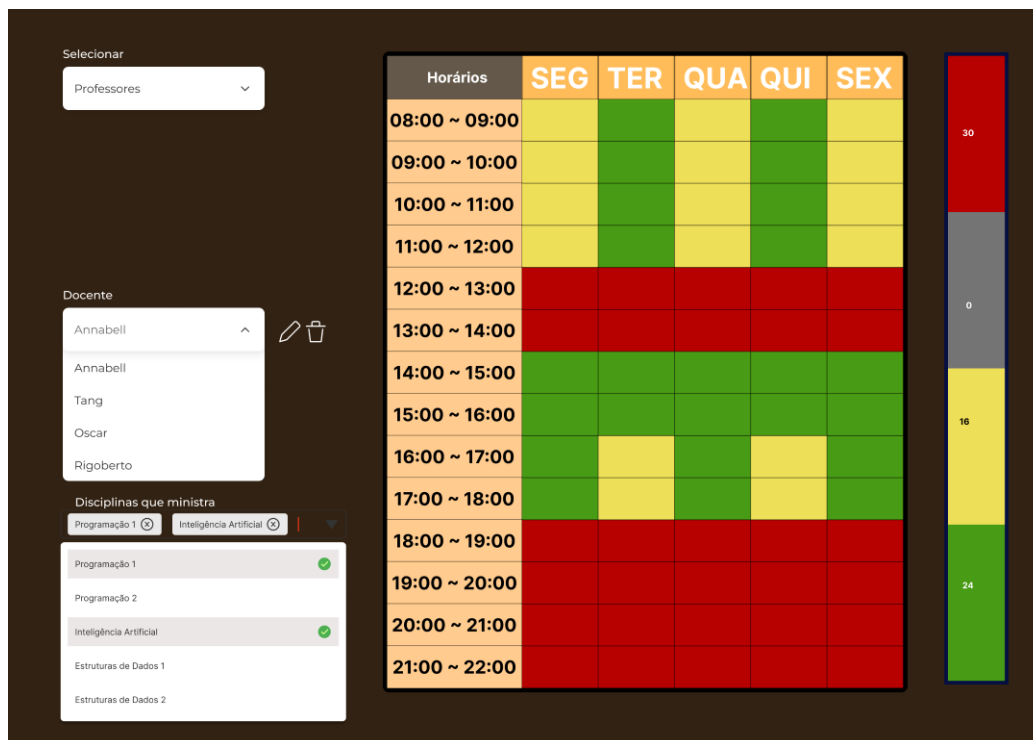 Selecionar
Professores
Docente
Annabell
Annabell
Tang
Oscar
Rigoberto
Disciplinas que ministra
Programação 1 Inteligência Artificial
Programação 1
Programação 2
Inteligência Artificial
Estruturas de Dados 1
Estruturas de Dados 2
Horários SEG TER QUA QUI SEX
08:00 ~ 09:00
09:00 ~ 10:00
10:00 ~ 11:00
11:00 ~ 12:00
12:00 ~ 13:00
13:00 ~ 14:00
14:00 ~ 15:00
15:00 ~ 16:00
16:00 ~ 17:00
17:00 ~ 18:00
18:00 ~ 19:00
19:00 ~ 20:00
20:00 ~ 21:00
21:00 ~ 22:00
30
0
16
24